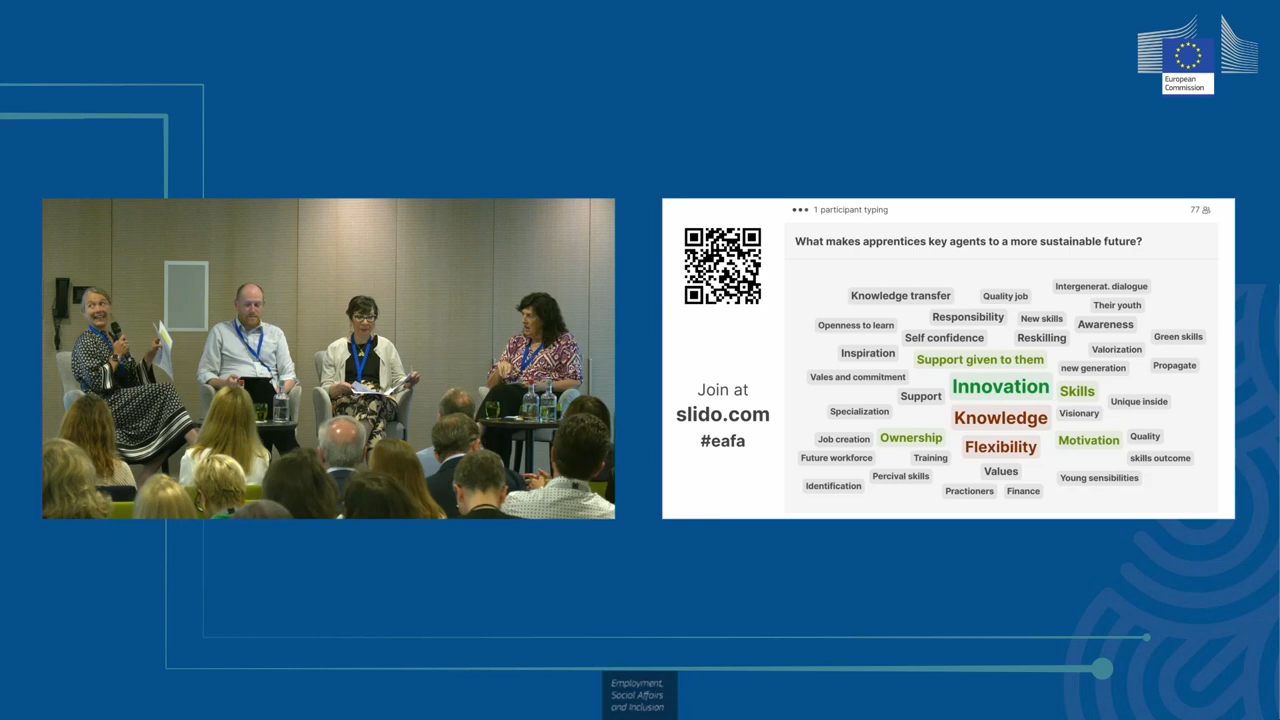 European
Commission
1 participant typing
77
What makes apprentices key agents to a more sustainable future?
Intergenerat. dialogue
Knowledge transfer
Quality job
Their youth
Openness to learn
Responsibility
New skills
Awareness
Self confidence
Reskilling
Green skills
Inspiration
Support given to them
Valorization
new generation
Propagate
Vales and commitment
Support
Innovation
Skills
Unique inside
Specialization
Knowledge
Visionary
Job creation
Ownership
Flexibility
Motivation
Quality
Future workforce
Training
skills outcome
Percival skills
Values
Young sensibilities
Identification
Practioners
Finance
Join at
slido.com
#eafa
Employment,
Social Affairs
and Inclusion